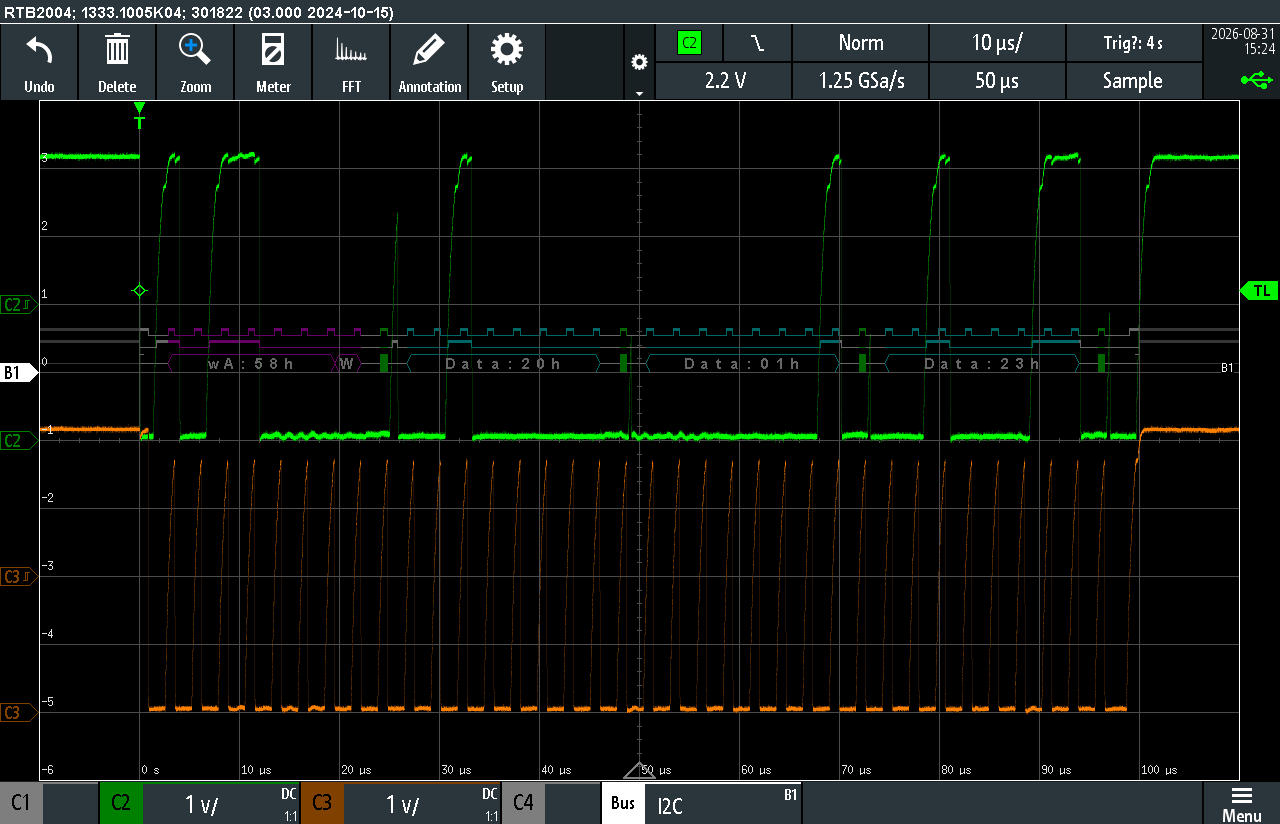 RTB2004; 1333.1005K04; 301822 (03.000 2024-10-15)
Undo
Delete
Zoom
Meter
FFT
Annotation
Setup
C2
Norm
10 µs/
Trig?: 4 s
2026-08-31
15:24
2.2 V
1.25 GSa/s
50 µs
Sample
T
3
2
1
C2
TL
0
wA:58h
W
Data:20h
Data:01h
Data:23h
B1
B1
-1
C2
-2
-3
C3
-4
-5
C3
-6
0 s
10 µs
20 µs
30 µs
40 µs
50 µs
60 µs
70 µs
80 µs
90 µs
100 µs
C1
C2
1 V/
DC
1:1
C3
1 V/
DC
1:1
C4
Bus
I2C
B1
Menu